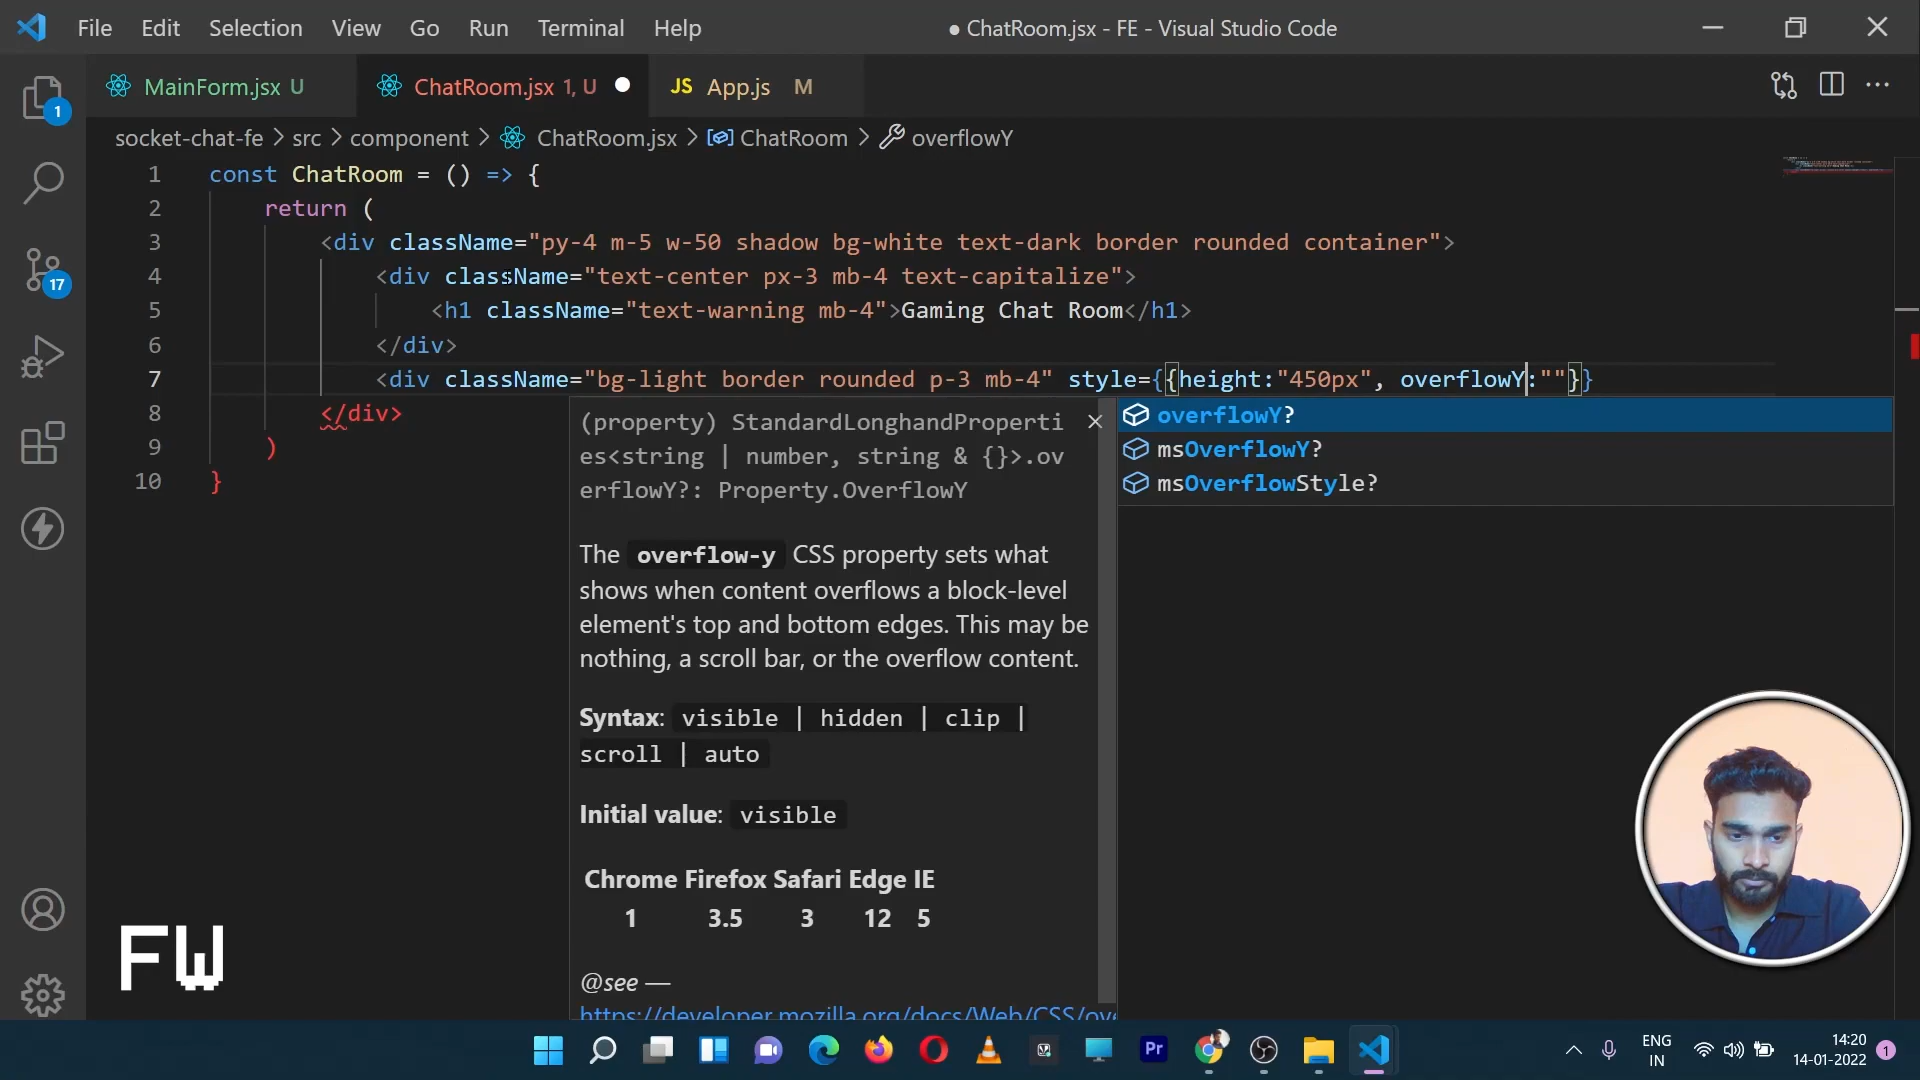 File Edit Selection View Go Run Terminal Help
● ChatRoom.jsx - FE - Visual Studio Code
MainForm.jsx U
ChatRoom.jsx 1, U
JS App.js M
socket-chat-fe > src > component > ChatRoom.jsx > ChatRoom > overflowY
1 const ChatRoom = () => {
2 return (
3 <div className="py-4 m-5 w-50 shadow bg-white text-dark border rounded container">
4 <div className="text-center px-3 mb-4 text-capitalize">
5 <h1 className="text-warning mb-4">Gaming Chat Room</h1>
6 </div>
7 <div className="bg-light border rounded p-3 mb-4" style={{height:"450px", overflowY:""}}
8 </div>
9 )
10 }
1
17
(property) StandardLonghandProperti
es<string | number, string & {}>.ov
erflowY?: Property.OverflowY
The overflow-y CSS property sets what
shows when content overflows a block-level
element's top and bottom edges. This may be
nothing, a scroll bar, or the overflow content.
Syntax: visible | hidden | clip |
scroll | auto
Initial value: visible
Chrome Firefox Safari Edge IE
1 3.5 3 12 5
@see —
https://developer.mozilla.org/docs/Web/CSS/ove
overflowY?
msOverflowY?
msOverflowStyle?
FW
Pr
ENG
IN
14:20
14-01-2022
1